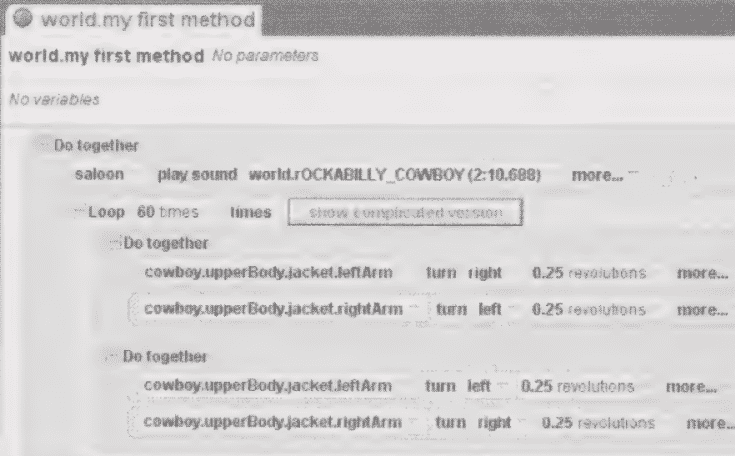 world.my first method
world.my first method No parameters
No variables
Do together
saloon play sound world.rOCKABILLY_COWBOY (2:10.688) more...
Loop 60 times times show complicated version
Do together
cowboy.upperBody.jacket.leftArm turn right 0.25 revolutions more...
cowboy.upperBody.jacket.rightArm turn left 0.25 revolutions more...
Do together
cowboy.upperBody.jacket.leftArm turn left 0.25 revolutions more...
cowboy.upperBody.jacket.rightArm turn right 0.25 revolutions more...